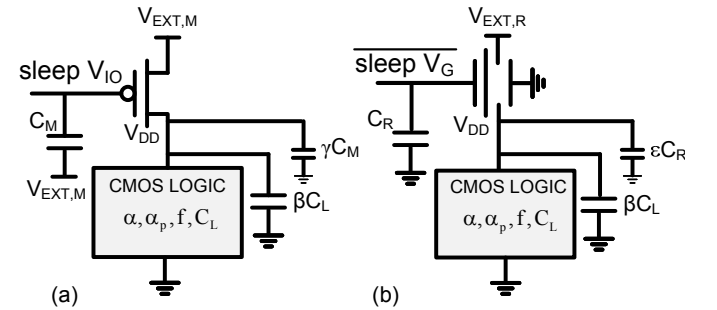 V_EXT,M
sleep V_IO
C_M
V_DD
γC_M
V_EXT,M
CMOS LOGIC
βC_L
α, α_p, f, C_L
(a)
V_EXT,R
sleep V_G
C_R
V_DD
εC_R
CMOS LOGIC
βC_L
α, α_p, f, C_L
(b)